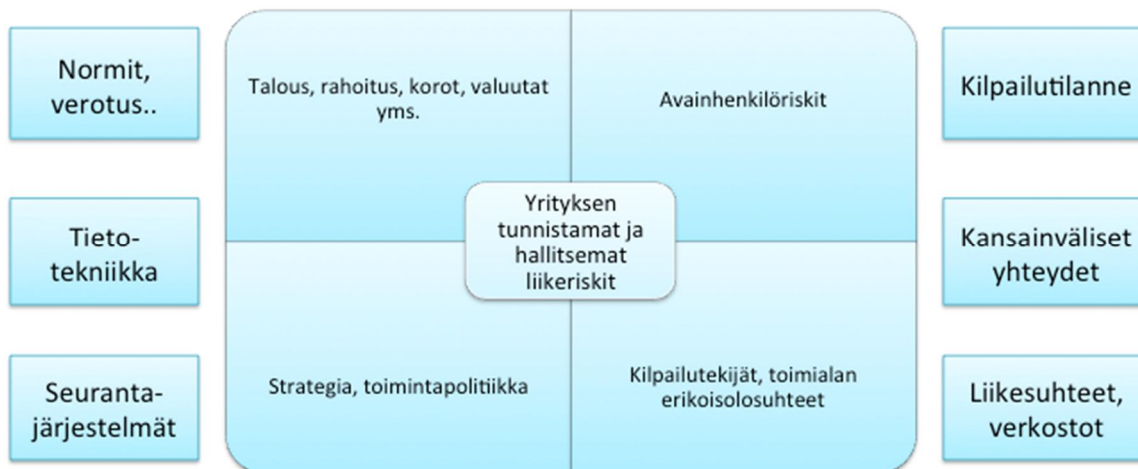 Normit,
verotus..
Tieto-
tekniikka
Seuranta-
järjestelmät
Talous, rahoitus, korot, valuutat
yms.
Avainhenkilöriskit
Yrityksen
tunnistamat ja
hallitsemat
liikeriskit
Strategia, toimintapolitiikka
Kilpailutekijät, toimialan
erikoisolosuhteet
Kilpailutilanne
Kansainväliset
yhteydet
Liikesuhteet,
verkostot